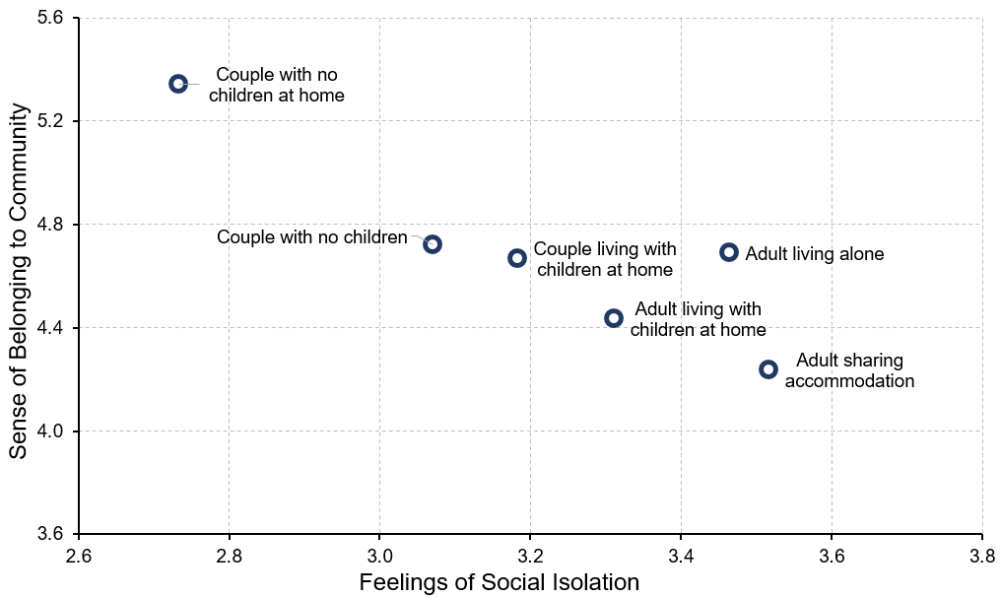 5.6
5.2
4.8
4.4
4.0
3.6
Sense of Belonging to Community
Couple with no
children at home
Couple with no children
Couple living with
children at home
Adult living alone
Adult living with
children at home
Adult sharing
accommodation
2.6 2.8 3.0 3.2 3.4 3.6 3.8
Feelings of Social Isolation